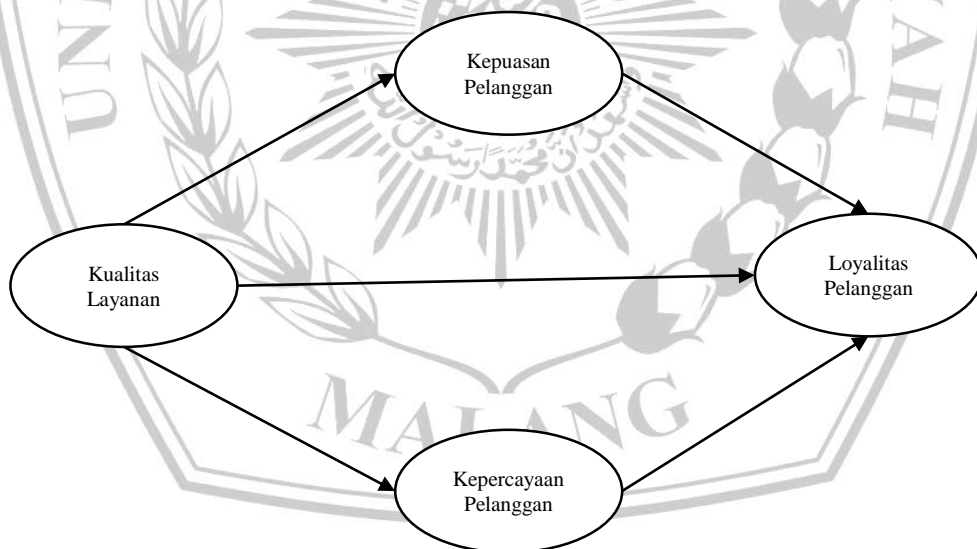 Kepuasan
Pelanggan
Kualitas
Layanan
Loyalitas
Pelanggan
Kepercayaan
Pelanggan
MALANG